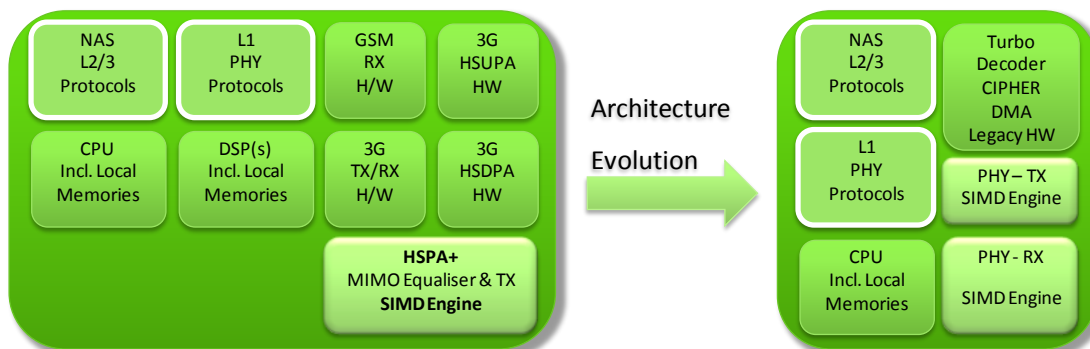 NAS
L2/3
Protocols
L1
PHY
Protocols
GSM
RX
H/W
3G
HSUPA
HW
CPU
Incl. Local
Memories
DSP(s)
Incl. Local
Memories
3G
TX/RX
H/W
3G
HSDPA
HW
HSPA+
MIMO Equaliser & TX
SIMD Engine
Architecture
Evolution
NAS
L2/3
Protocols
Turbo
Decoder
CIPHER
DMA
Legacy HW
L1
PHY
Protocols
PHY – TX
SIMD Engine
CPU
Incl. Local
Memories
PHY - RX
SIMD Engine